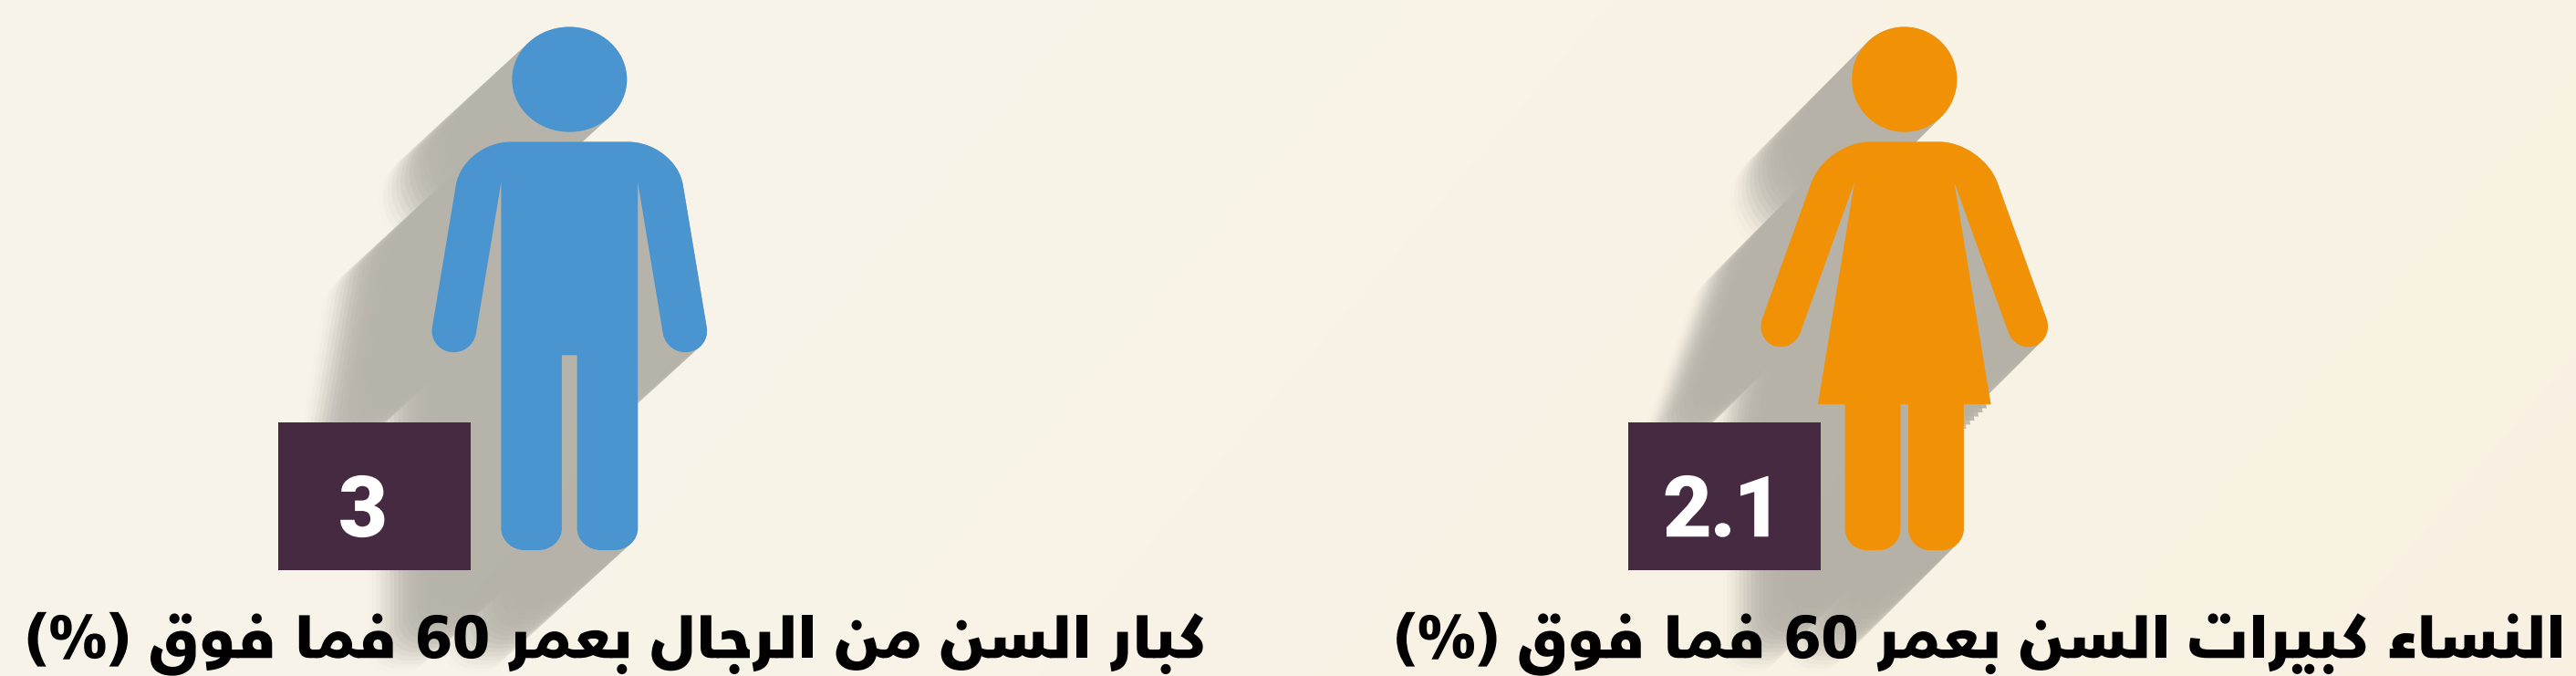 2.1
النساء كبيرات السن بعمر 60 فما فوق (%)
3
كبار السن من الرجال بعمر 60 فما فوق (%)